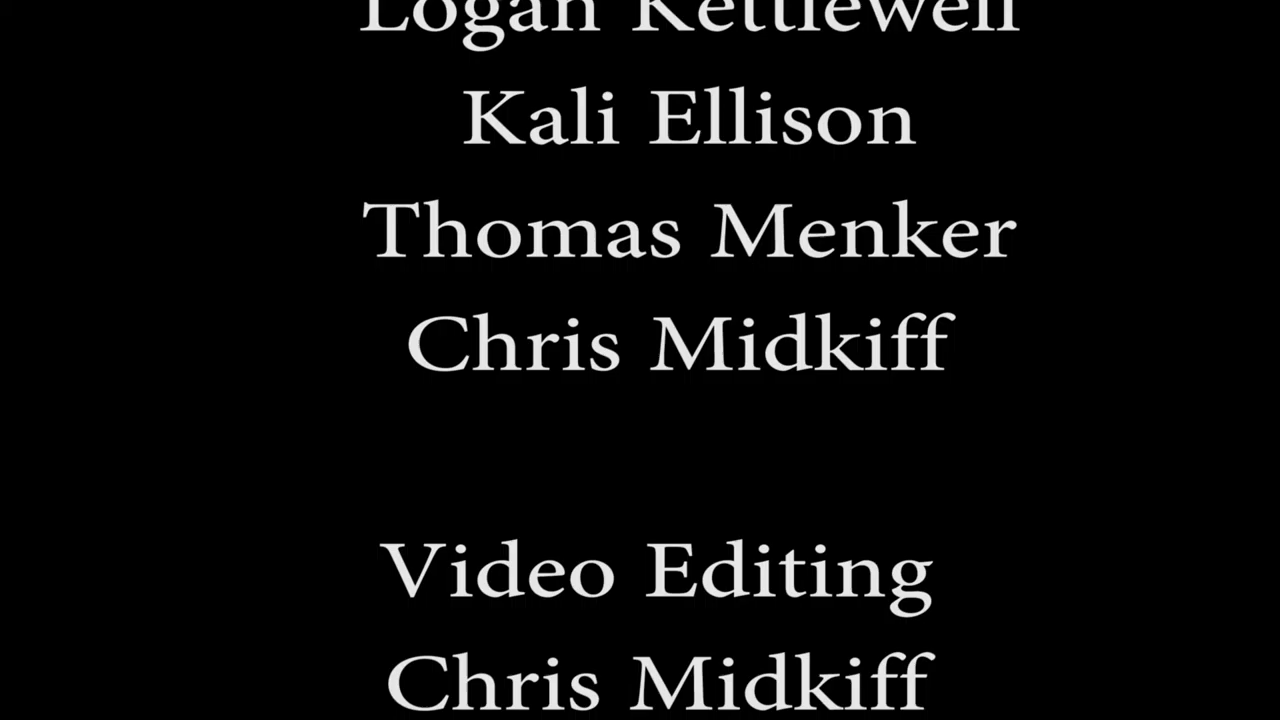 Logan Kettlewell
Kali Ellison
Thomas Menker
Chris Midkiff
Video Editing
Chris Midkiff